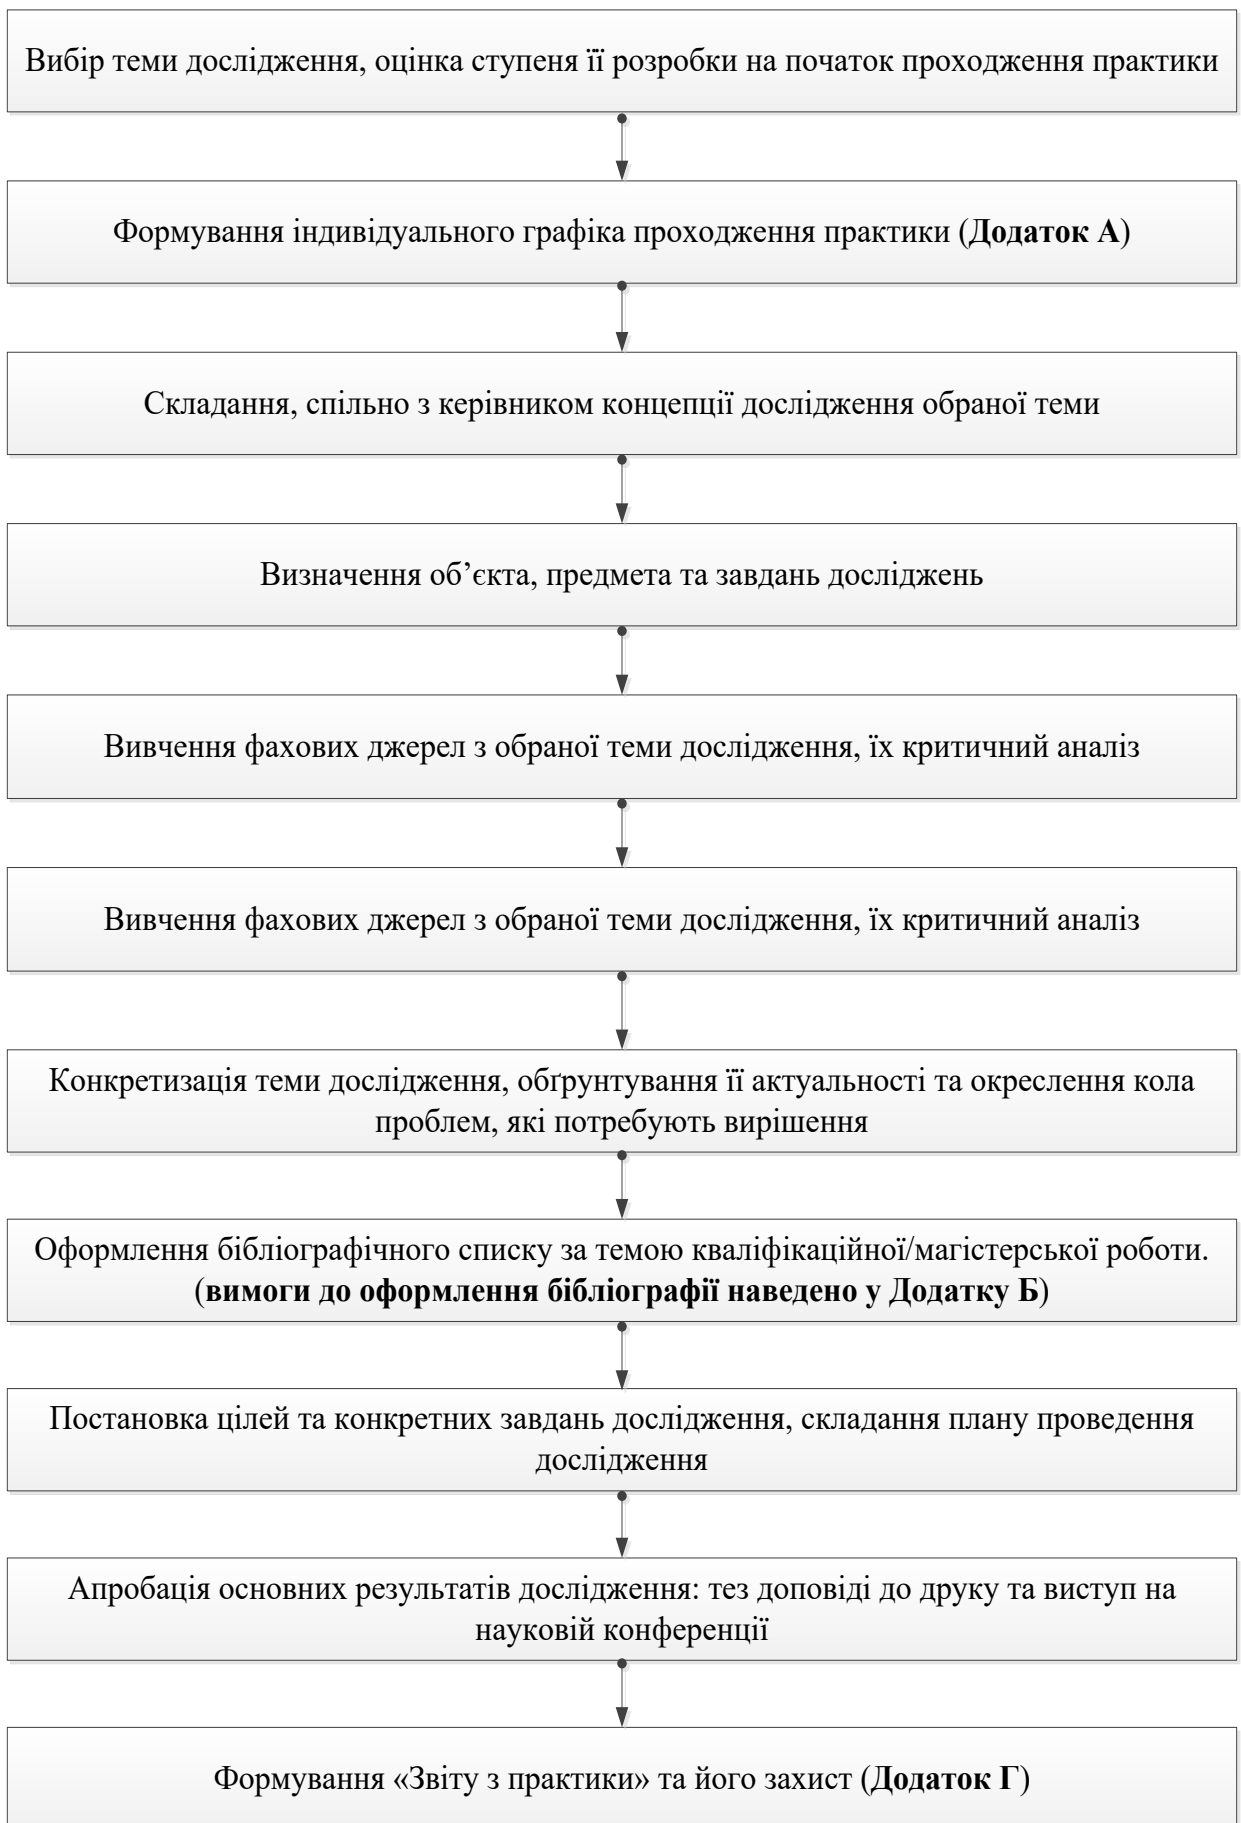 Вибір теми дослідження, оцінка ступеня її розробки на початок проходження практики
Формування індивідуального графіка проходження практики (Додаток А)
Складання, спільно з керівником концепції дослідження обраної теми
Визначення об’єкта, предмета та завдань досліджень
Вивчення фахових джерел з обраної теми дослідження, їх критичний аналіз
Вивчення фахових джерел з обраної теми дослідження, їх критичний аналіз
Конкретизація теми дослідження, обґрунтування її актуальності та окреслення кола
проблем, які потребують вирішення
Оформлення бібліографічного списку за темою кваліфікаційної/магістерської роботи.
(вимоги до оформлення бібліографії наведено у Додатку Б)
Постановка цілей та конкретних завдань дослідження, складання плану проведення
дослідження
Апробація основних результатів дослідження: тез доповіді до друку та виступ на
науковій конференції
Формування «Звіту з практики» та його захист (Додаток Г)